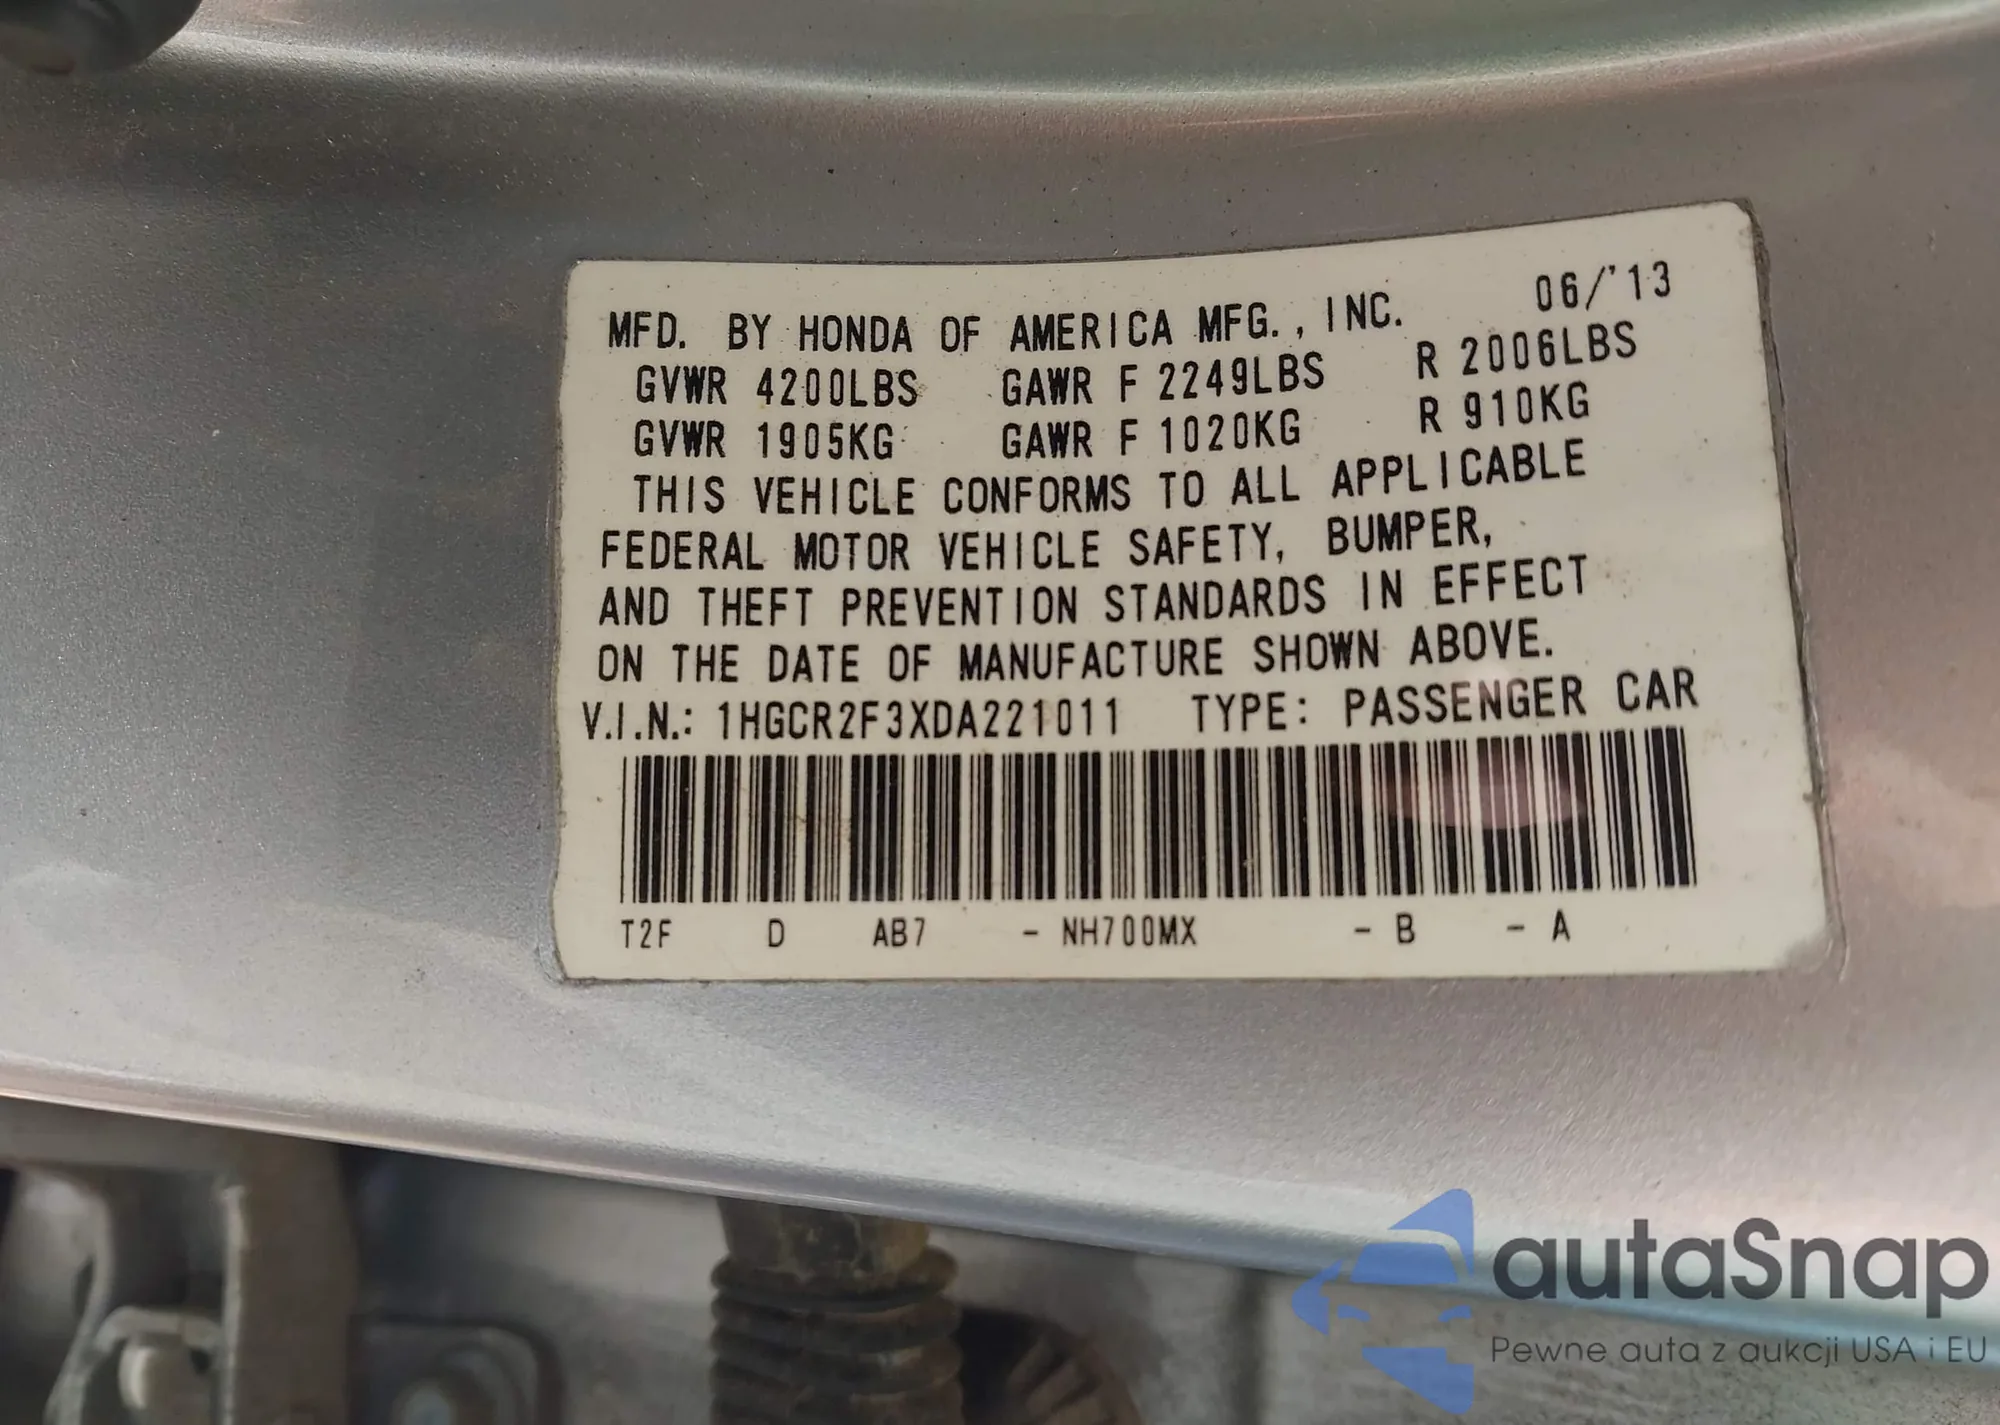 MFD. BY HONDA OF AMERICA MFG., INC. 06/'13
GVWR 4200LBS GAWR F 2249LBS R 2006LBS
GVWR 1905KG GAWR F 1020KG R 910KG
THIS VEHICLE CONFORMS TO ALL APPLICABLE
FEDERAL MOTOR VEHICLE SAFETY, BUMPER,
AND THEFT PREVENTION STANDARDS IN EFFECT
ON THE DATE OF MANUFACTURE SHOWN ABOVE.
V.I.N.: 1HGCR2F3XDA221011 TYPE: PASSENGER CAR
T2F D AB7 - NH700MX - B - A
autaSnap
Pewne auta z aukcji USA i EU